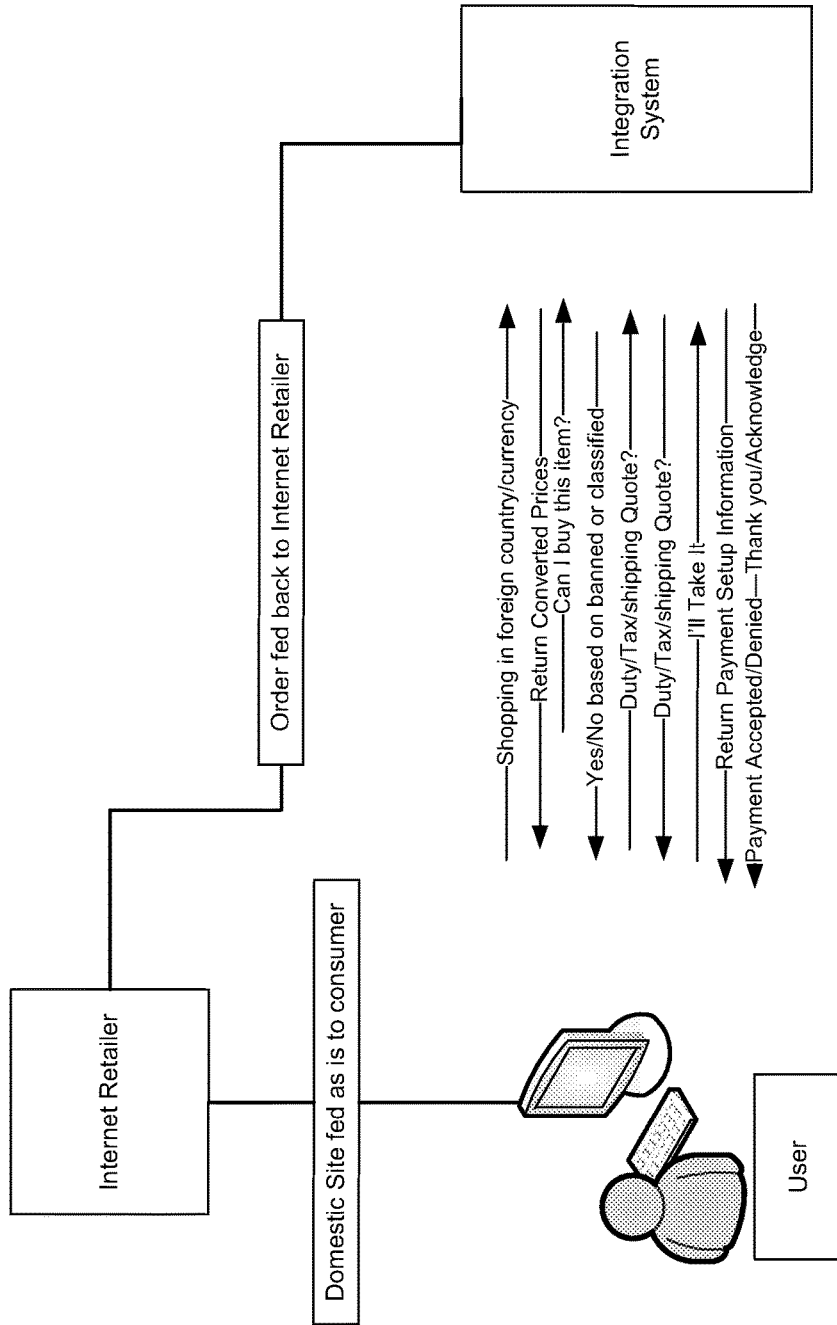 Internet Retailer
Order fed back to Internet Retailer
Domestic Site fed as is to consumer
Integration
System
Shopping in foreign country/currency
Return Converted Prices
Can I buy this item?
Yes/No based on banned or classified
Duty/Tax/shipping Quote?
Duty/Tax/shipping Quote?
I'll Take It
Return Payment Setup Information
Payment Accepted/Denied—Thank you/Acknowledge
User